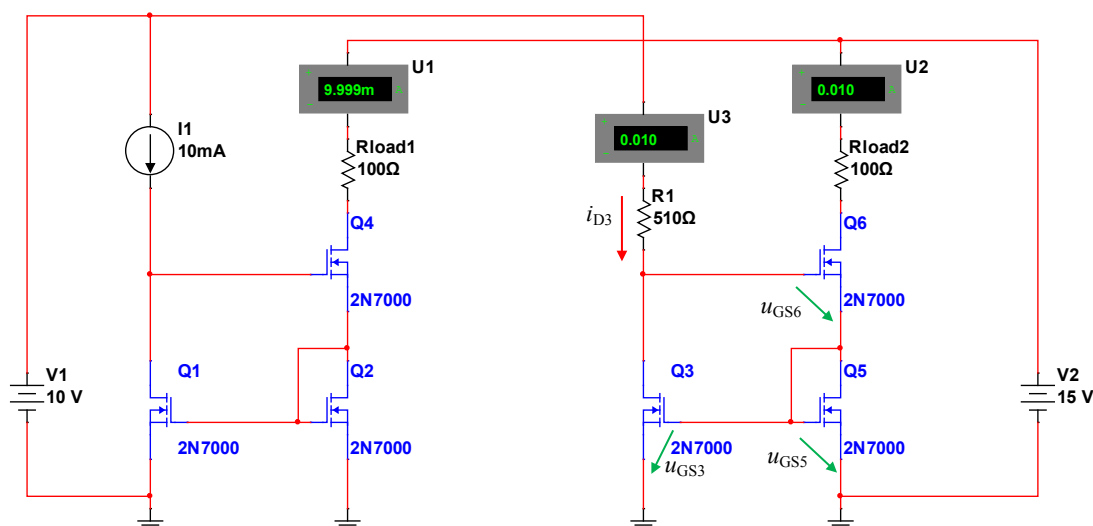 U1
9.999m A
U2
0.010 A
U3
0.010 A
I1
10mA
Rload1
100Ω
Rload2
100Ω
iD3
R1
510Ω
Q4
2N7000
Q6
2N7000
uGS6
V1
10 V
Q1
2N7000
Q2
2N7000
Q3
2N7000
uGS3
Q5
2N7000
uGS5
V2
15 V